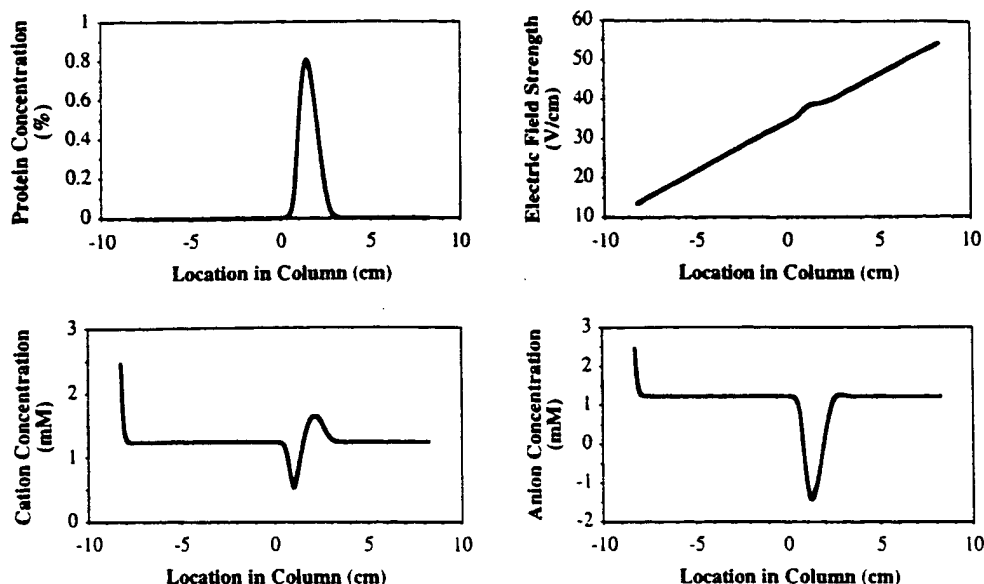 Protein Concentration
(%)
1
0.8
0.6
0.4
0.2
0
-10 -5 0 5 10
Location in Column (cm)
Electric Field Strength
(V/cm)
60
50
40
30
20
10
-10 -5 0 5 10
Location in Column (cm)
Cation Concentration
(mM)
3
2
1
0
-10 -5 0 5 10
Location in Column (cm)
Anion Concentration
(mM)
3
2
1
0
-1
-2
-10 -5 0 5 10
Location in Column (cm)